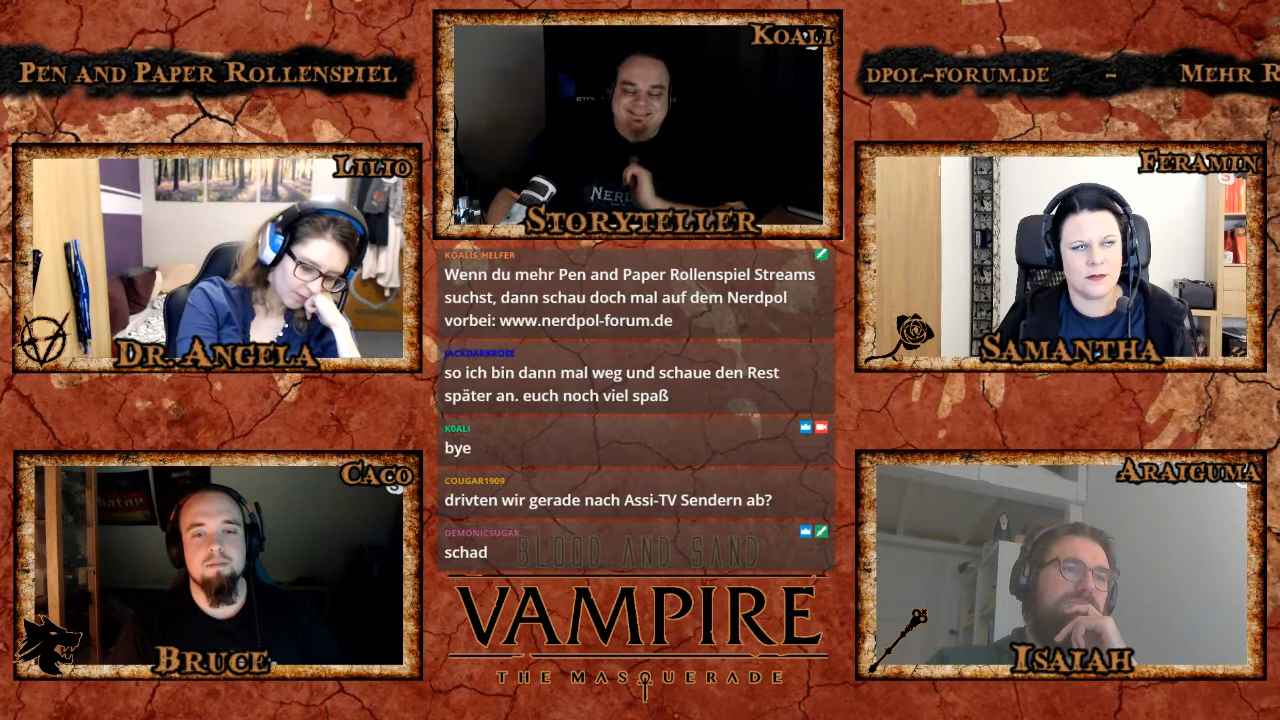 Koali
Pen and Paper Rollenspiel
dpol-forum.de - Mehr R
Storyteller
Lilio
Dr. Angela
Feramin
Samantha
KOALIS_HELFER
Wenn du mehr Pen and Paper Rollenspiel Streams
suchst, dann schau doch mal auf dem Nerdpol
vorbei: www.nerdpol-forum.de
JACKDARKROSE
so ich bin dann mal weg und schaue den Rest
später an. euch noch viel spaß
K0ALI
bye
COUGAR1909
drivten wir gerade nach Assi-TV Sendern ab?
DEMONICSUGAR
schad
Caco
Bruce
Araiguma
Isaiah
BLOOD AND SAND
VAMPIRE
THE MASQUERADE